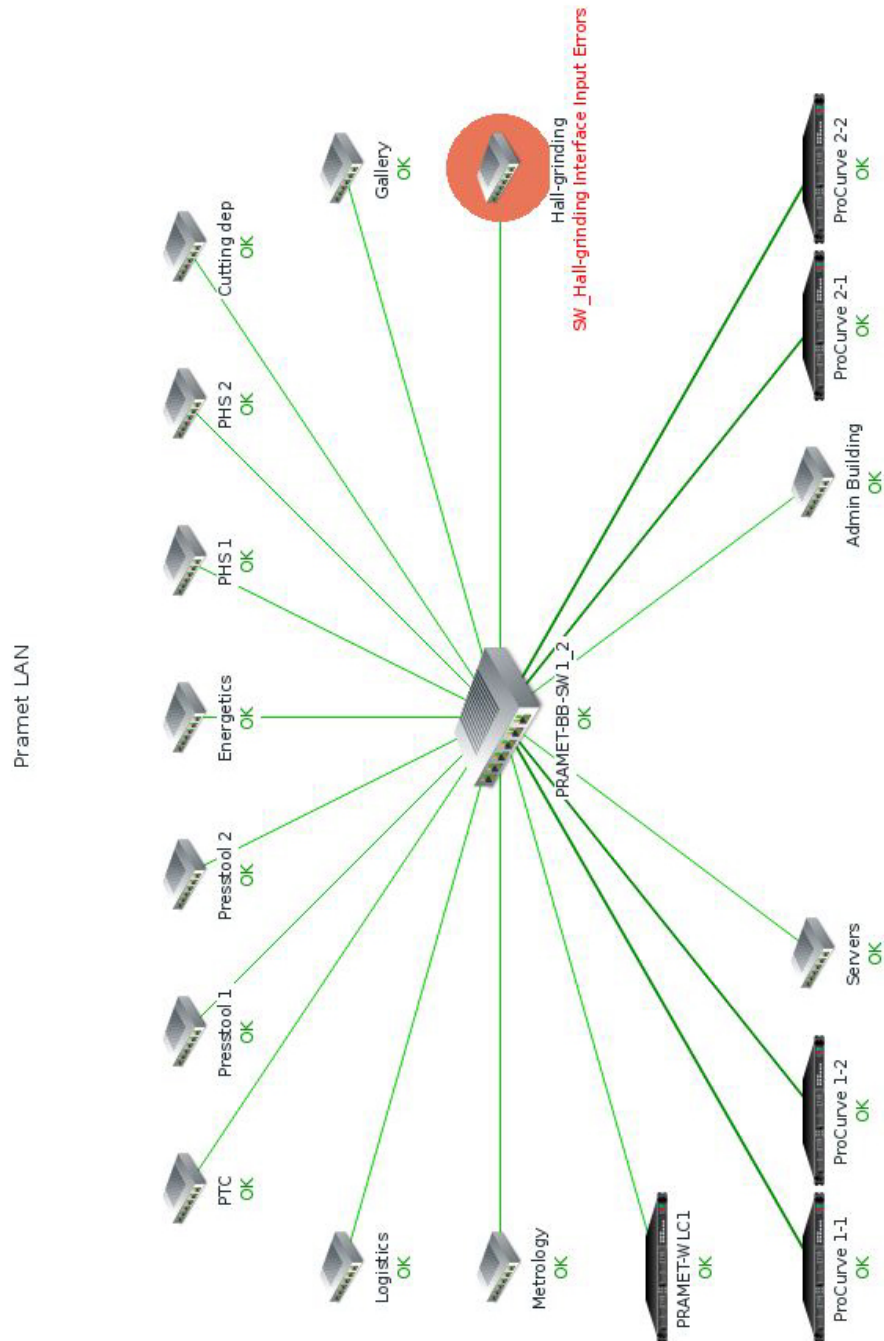 Pramet LAN
PTC
OK
Presstool 1
OK
Presstool 2
OK
Energetics
OK
PHS 1
OK
PHS 2
OK
Cutting dep
OK
Logistics
OK
Gallery
OK
Metrology
OK
PRAMET-BB-SW1_2
OK
Hall-grinding
SW_Hall-grinding Interface Input Errors
PRAMET-WLC1
OK
ProCurve 1-1
OK
ProCurve 1-2
OK
Servers
OK
Admin Building
OK
ProCurve 2-1
OK
ProCurve 2-2
OK